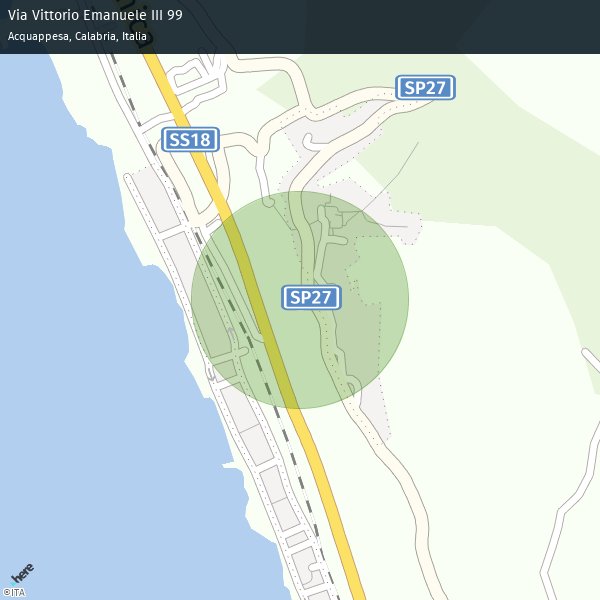 Via Vittorio Emanuele III 99
Acquappesa, Calabria, Italia
SP27
SS18
SP27
here
©ITA